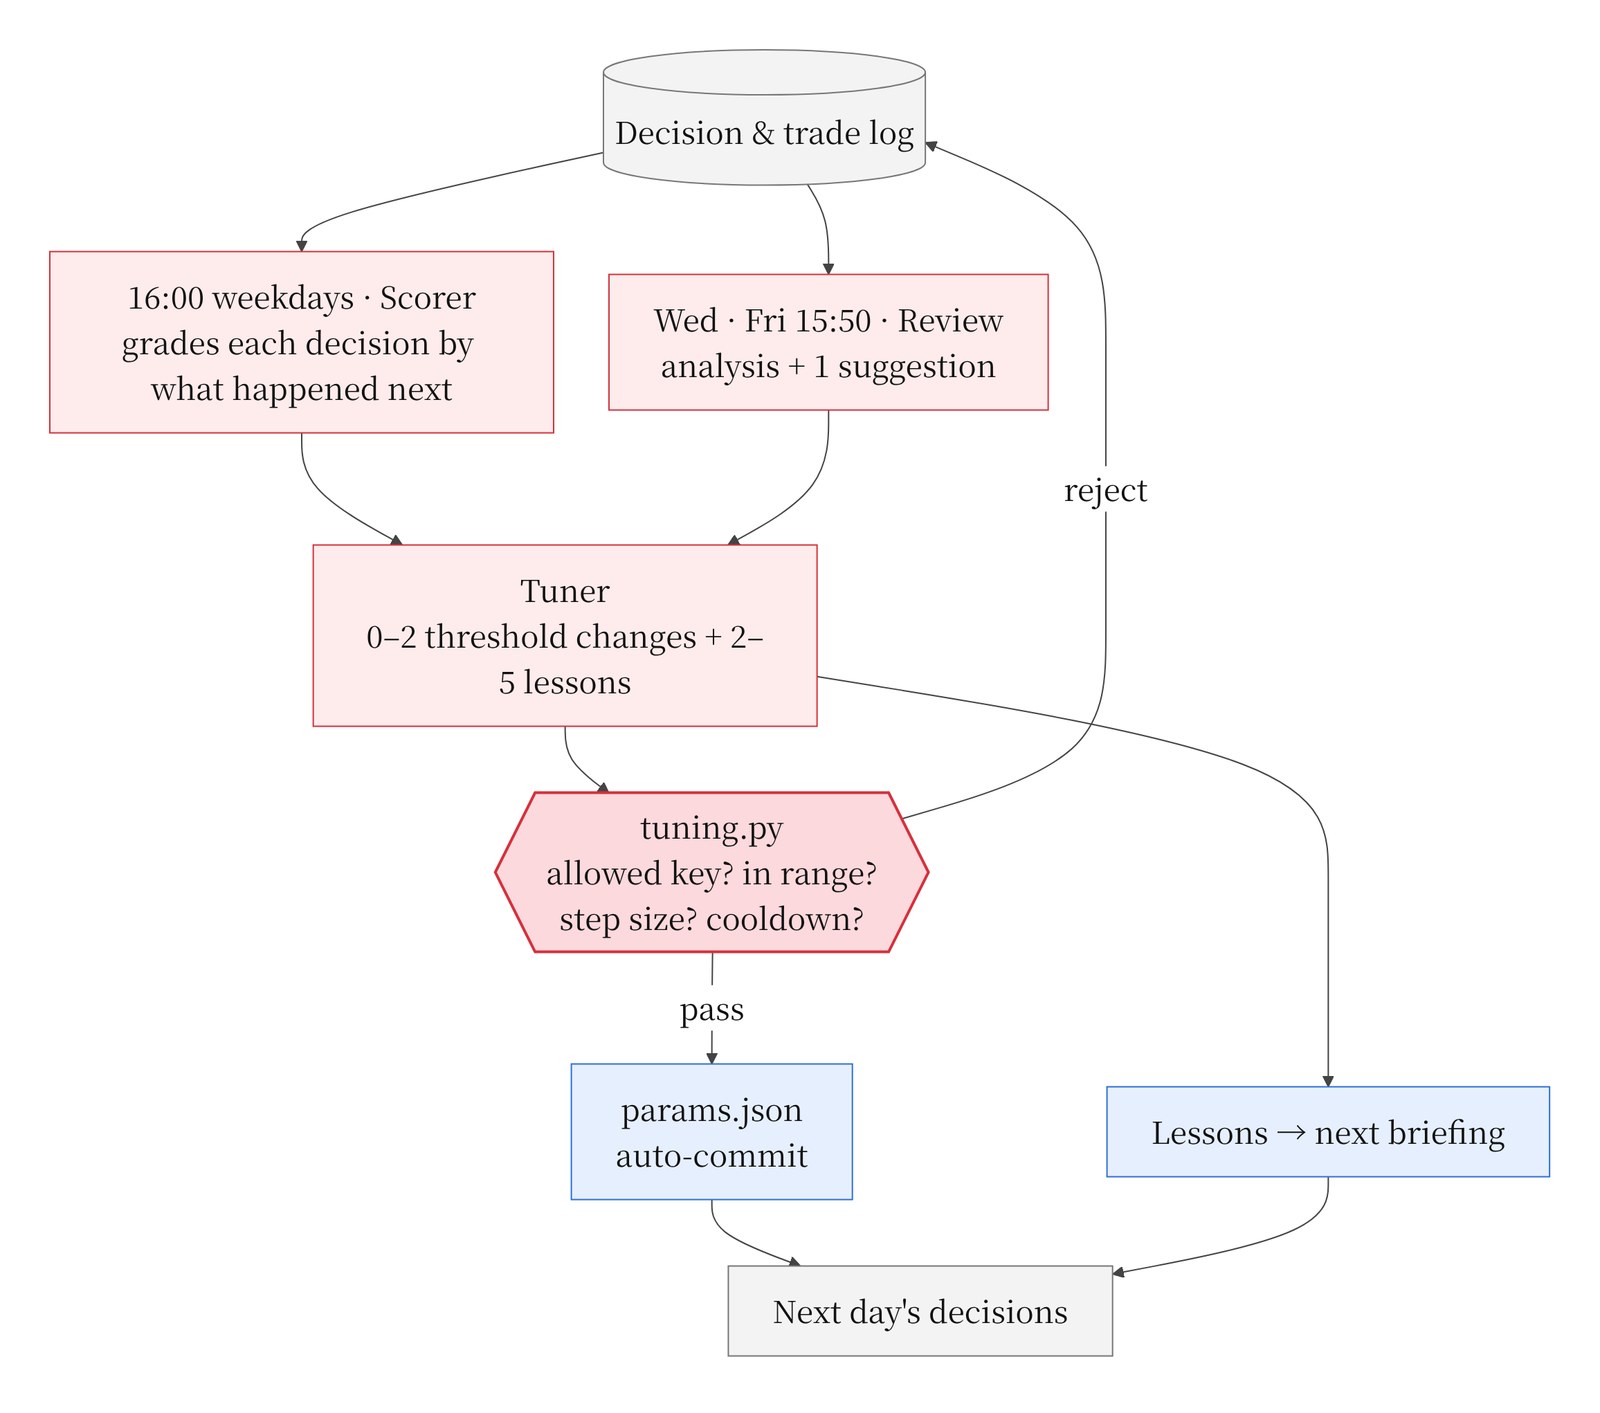 Decision & trade log
16:00 weekdays · Scorer
grades each decision by
what happened next
Wed · Fri 15:50 · Review
analysis + 1 suggestion
reject
Tuner
0–2 threshold changes + 2–
5 lessons
tuning.py
allowed key? in range?
step size? cooldown?
pass
params.json
auto-commit
Lessons → next briefing
Next day's decisions